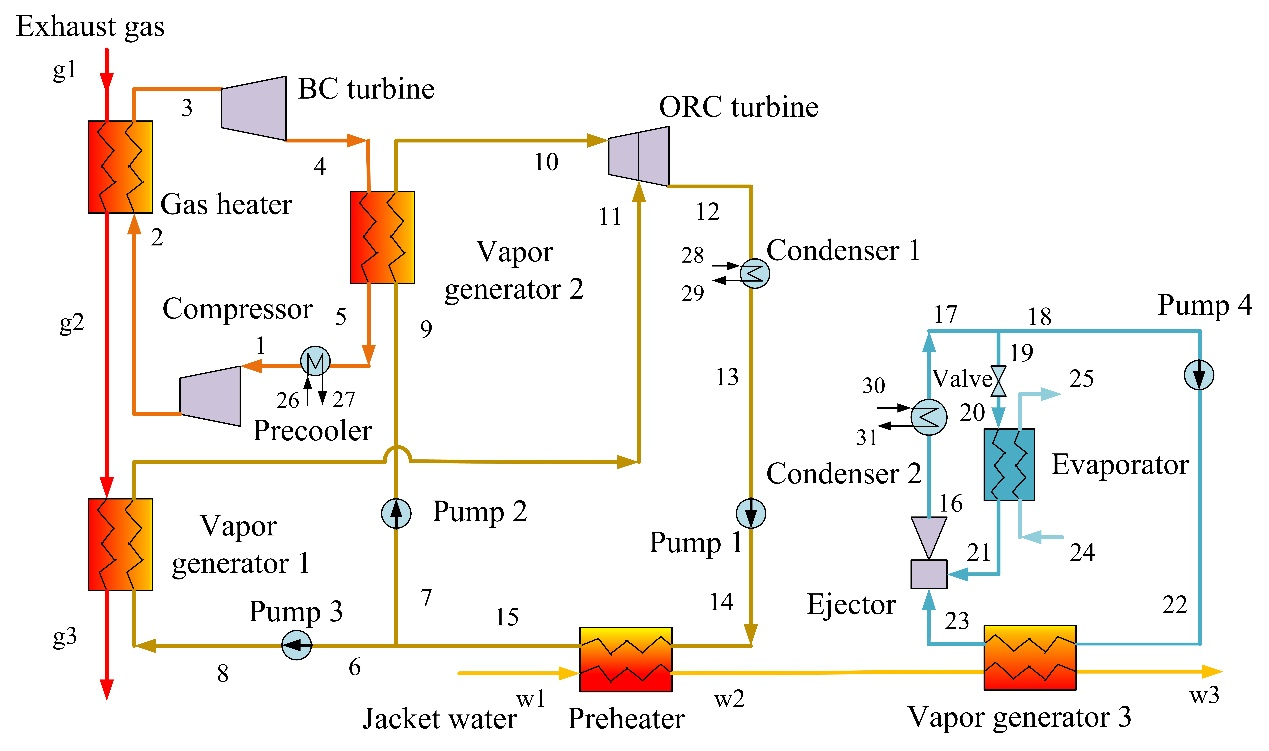 Exhaust gas
g1
3
BC turbine
ORC turbine
4
10
Gas heater
11
12
2
Vapor
generator 2
28
29
Condenser 1
Compressor
5
9
g2
1
26
27
Precooler
13
17
18
Pump 4
19
Valve
25
30
20
31
Evaporator
Condenser 2
16
Pump 2
Pump 1
Vapor
generator 1
21
24
Ejector
Pump 3
7
15
14
23
22
g3
8
6
w1
w2
w3
Jacket water
Preheater
Vapor generator 3